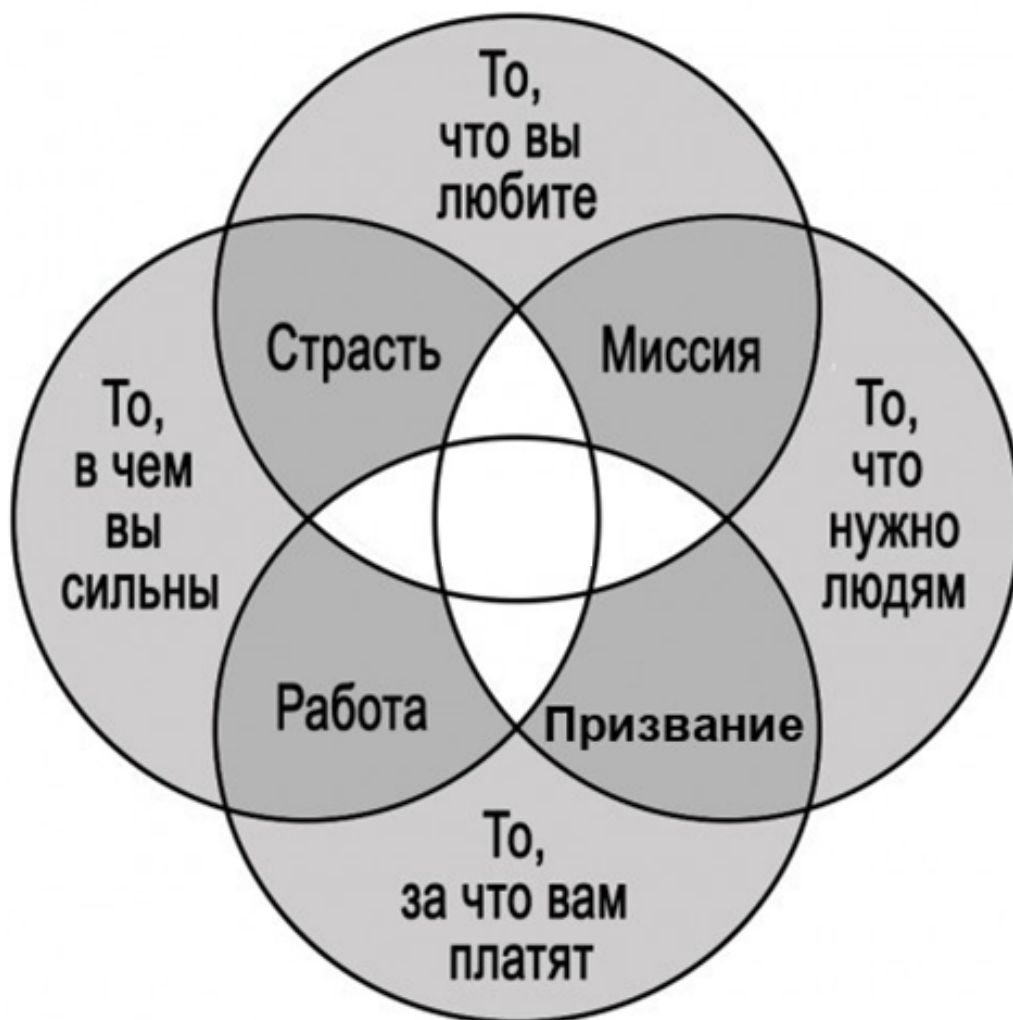 То,
что вы
любите
Страсть
Миссия
То,
в чем
вы
сильны
То,
что
нужно
людям
Работа
Призвание
То,
за что вам
платят